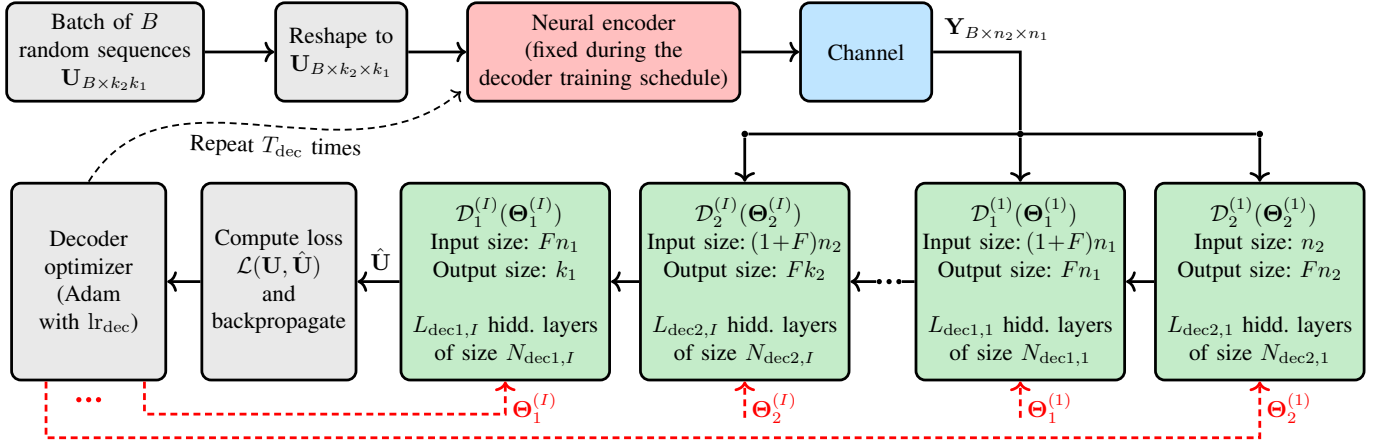 Batch of B
random sequences
U_{B×k_2k_1}
Reshape to
U_{B×k_2×k_1}
Neural encoder
(fixed during the
decoder training schedule)
Channel
Y_{B×n_2×n_1}
Repeat T_{dec} times
Decoder
optimizer
(Adam
with lr_{dec})
Compute loss
ℒ(U, Û)
and
backpropagate
Û
𝒟_1^{(I)}(Θ_1^{(I)})
Input size: Fn_1
Output size: k_1
L_{dec1,I} hidd. layers
of size N_{dec1,I}
𝒟_2^{(I)}(Θ_2^{(I)})
Input size: (1+F)n_2
Output size: Fk_2
L_{dec2,I} hidd. layers
of size N_{dec2,I}
...
𝒟_1^{(1)}(Θ_1^{(1)})
Input size: (1+F)n_1
Output size: Fn_1
L_{dec1,1} hidd. layers
of size N_{dec1,1}
𝒟_2^{(1)}(Θ_2^{(1)})
Input size: n_2
Output size: Fn_2
L_{dec2,1} hidd. layers
of size N_{dec2,1}
...
Θ_1^{(I)}
Θ_2^{(I)}
Θ_1^{(1)}
Θ_2^{(1)}